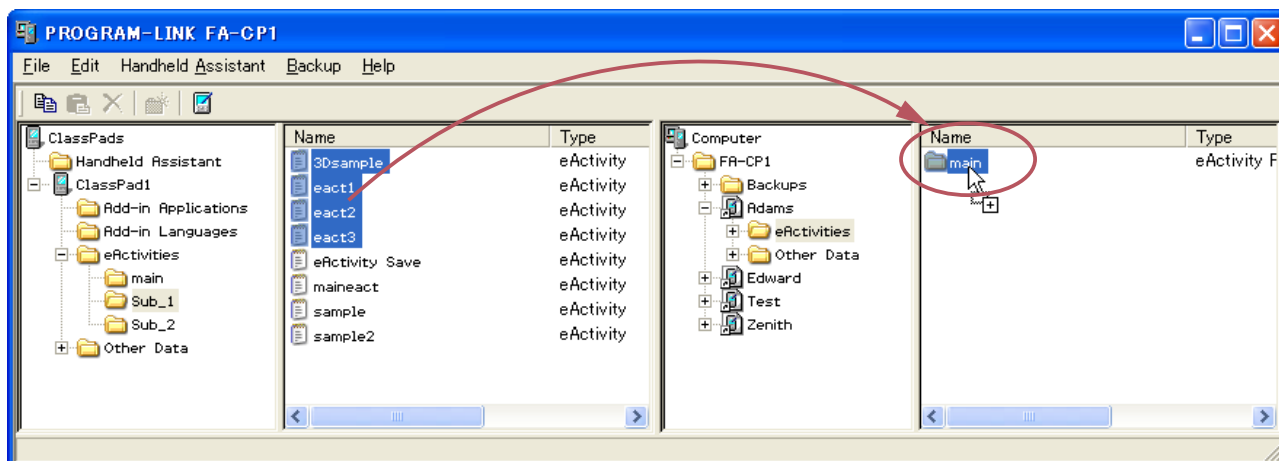 PROGRAM-LINK FA-CP1
File Edit Handheld Assistant Backup Help
ClassPads
Handheld Assistant
ClassPad1
Add-in Applications
Add-in Languages
eActivities
main
Sub_1
Sub_2
Other Data
Name Type
3Dsample eActivity
eact1 eActivity
eact2 eActivity
eact3 eActivity
eActivity Save eActivity
maineact eActivity
sample eActivity
sample2 eActivity
Computer
FA-CP1
Backups
Adams
eActivities
Other Data
Edward
Test
Zenith
Name Type
main eActivity F